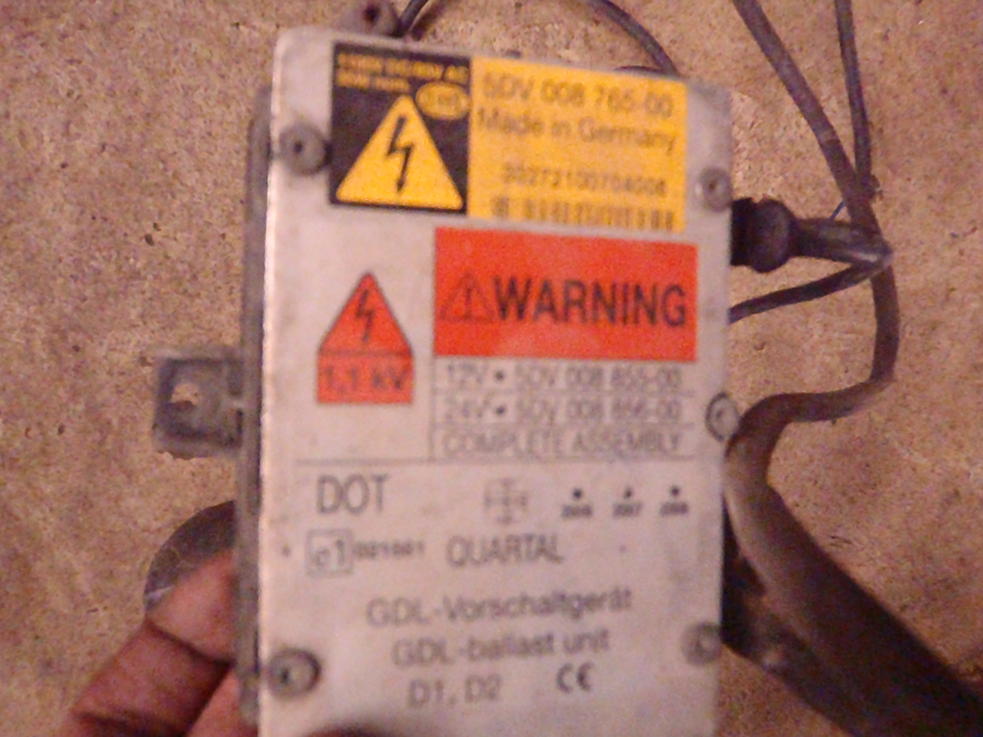 5DV 008 765-00
Made in Germany
WARNING
1,1 kV
12V • 5DV 008 855-00
24V • 5DV 008 856-00
COMPLETE ASSEMBLY
DOT
e1 QUARTAL
GDL-Vorschaltgerät
GDL-ballast unit
D1, D2 CE